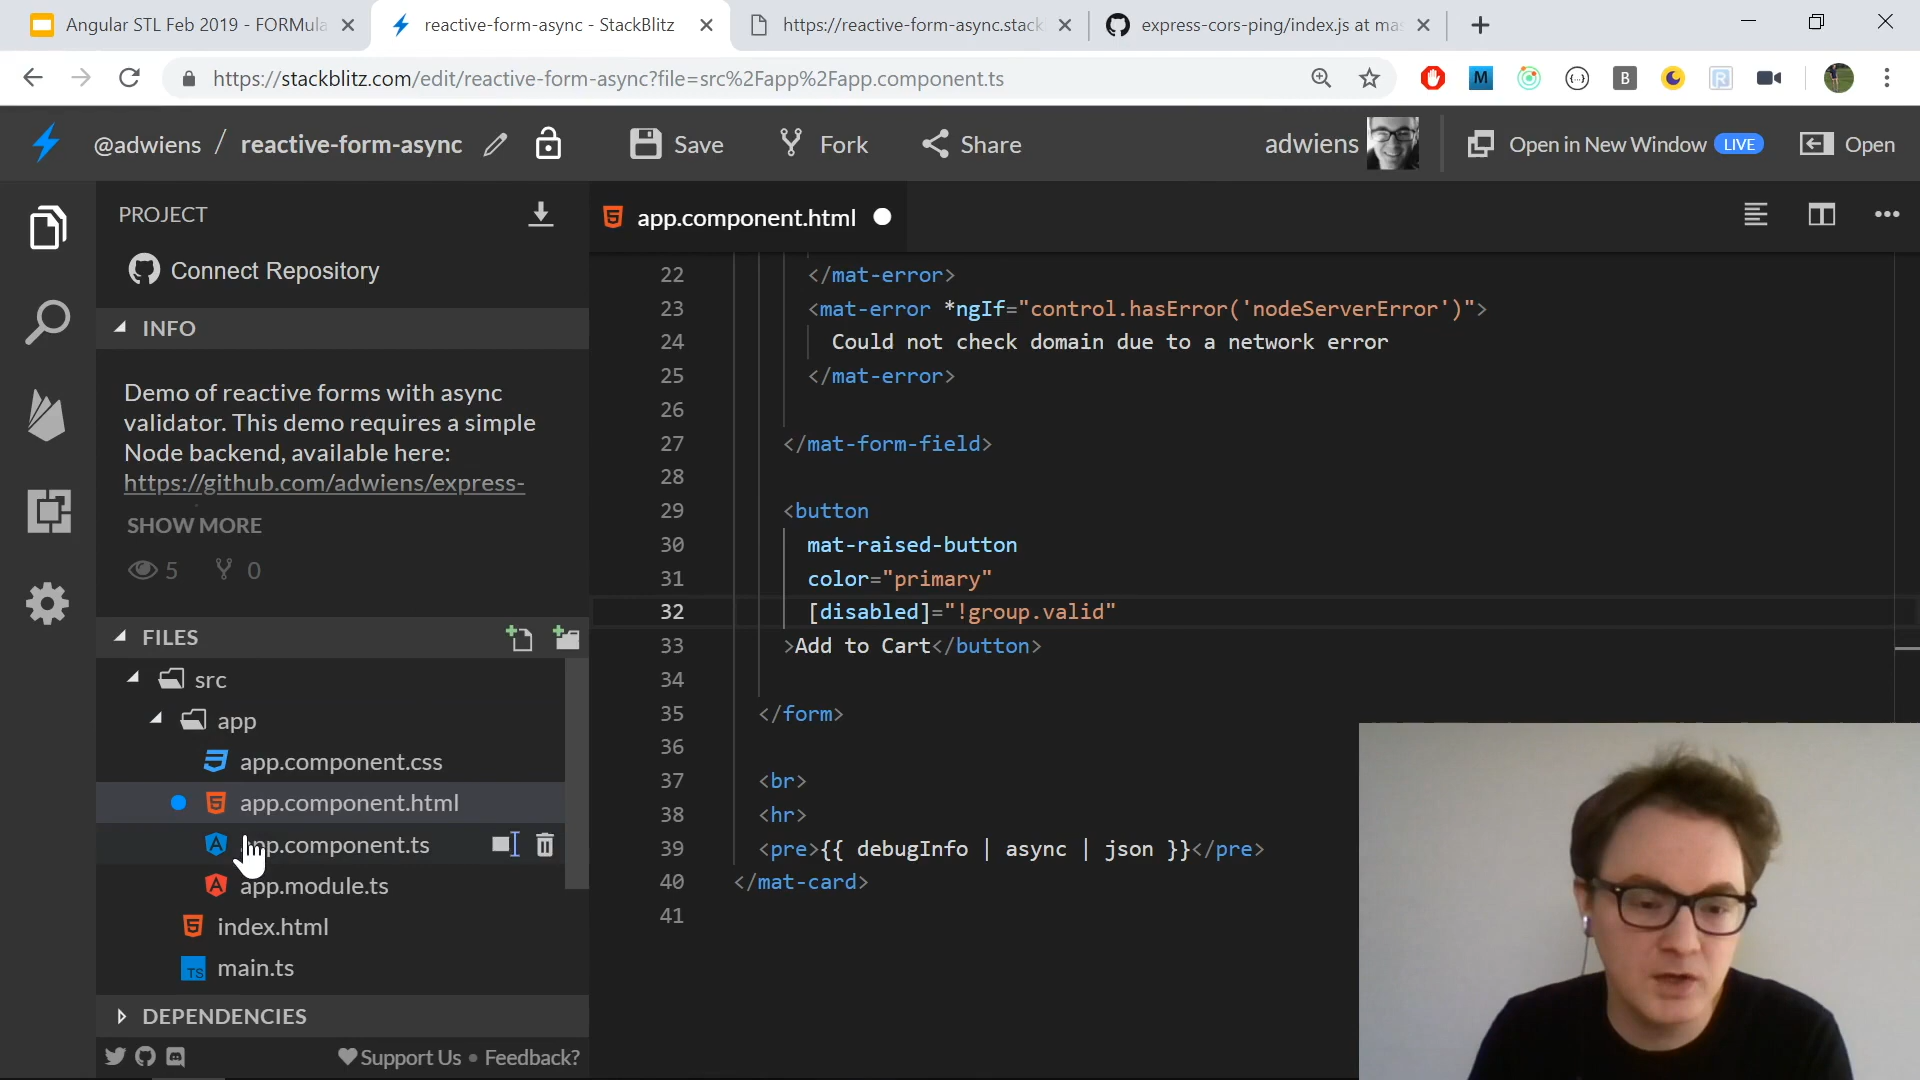 Angular STL Feb 2019 - FORMula
reactive-form-async - StackBlitz
https://reactive-form-async.stack
express-cors-ping/index.js at mas
https://stackblitz.com/edit/reactive-form-async?file=src%2Fapp%2Fapp.component.ts
@adwiens / reactive-form-async
Save
Fork
Share
adwiens
Open in New Window LIVE
Open
PROJECT
Connect Repository
INFO
Demo of reactive forms with async
validator. This demo requires a simple
Node backend, available here:
https://github.com/adwiens/express-
SHOW MORE
5 0
FILES
src
app
app.component.css
app.component.html
app.component.ts
app.module.ts
index.html
TS main.ts
DEPENDENCIES
Support Us • Feedback?
app.component.html
22 </mat-error>
23 <mat-error *ngIf="control.hasError('nodeServerError')">
24 Could not check domain due to a network error
25 </mat-error>
26
27 </mat-form-field>
28
29 <button
30 mat-raised-button
31 color="primary"
32 [disabled]="!group.valid"
33 >Add to Cart</button>
34
35 </form>
36
37 <br>
38 <hr>
39 <pre>{{ debugInfo | async | json }}</pre>
40 </mat-card>
41